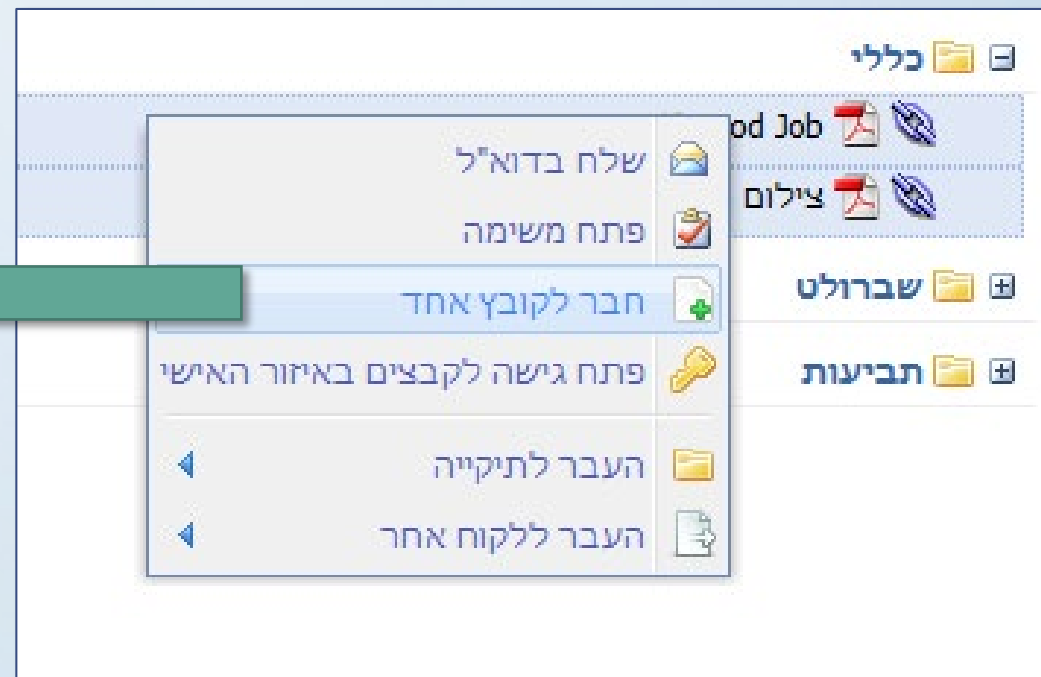 כללי
od Job
צילום
שברולט
תביעות
שלח בדוא"ל
פתח משימה
חבר לקובץ אחד
פתח גישה לקבצים באיזור האישי
העבר לתיקייה
העבר ללקוח אחר